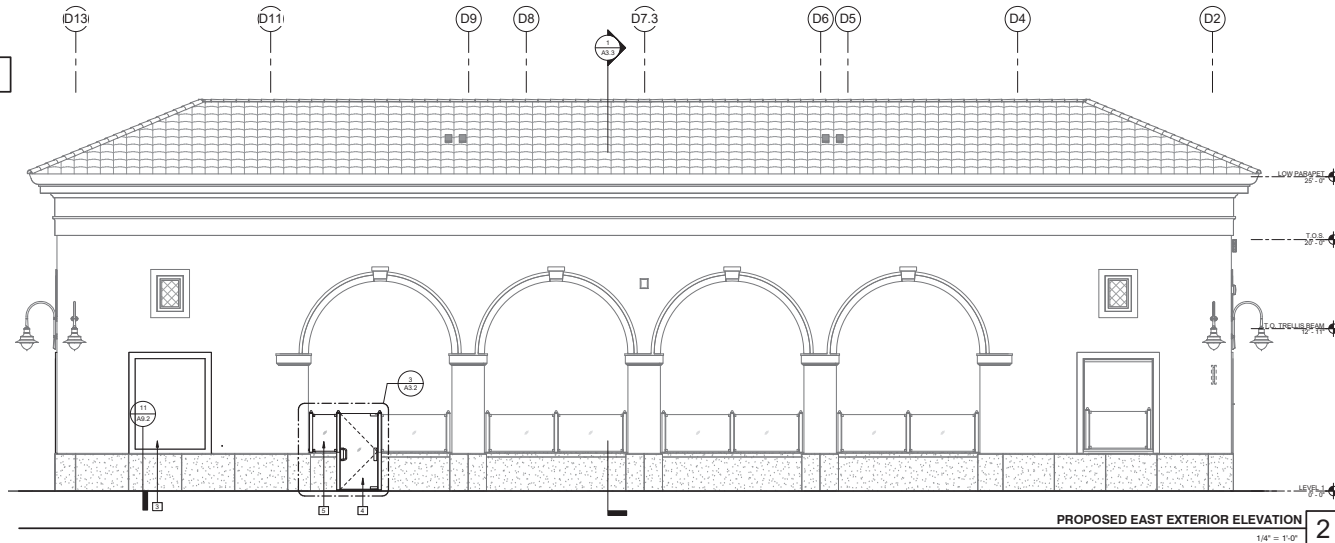 D13
D11
D9
D8
D7.3
D6
D5
D4
D2
1
A3.3
LOW PARAPET
25' - 0"
T.O.S.
20' - 0"
T.O. TRELLIS BEAM
12' - 11"
3
A3.2
11
A9.2
3
5
4
LEVEL 1
0' - 0"
PROPOSED EAST EXTERIOR ELEVATION
2
1/4" = 1'-0"